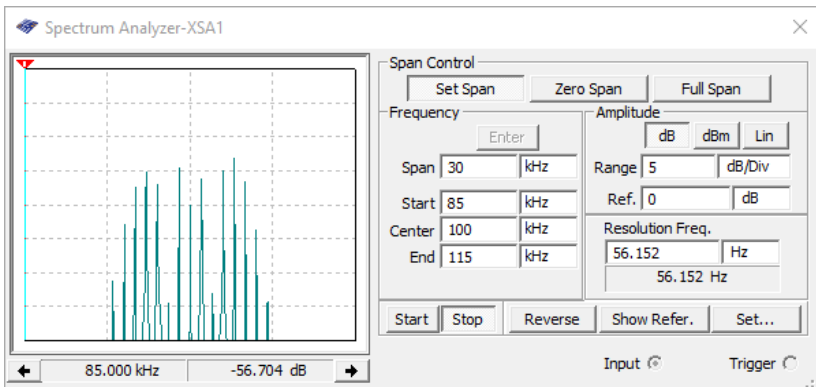 Spectrum Analyzer-XSA1
Span Control
Set Span Zero Span Full Span
Frequency
Enter
Span 30 kHz
Start 85 kHz
Center 100 kHz
End 115 kHz
Amplitude
dB dBm Lin
Range 5 dB/Div
Ref. 0 dB
Resolution Freq.
56.152 Hz
56.152 Hz
Start Stop Reverse Show Refer. Set...
85.000 kHz -56.704 dB
Input Trigger